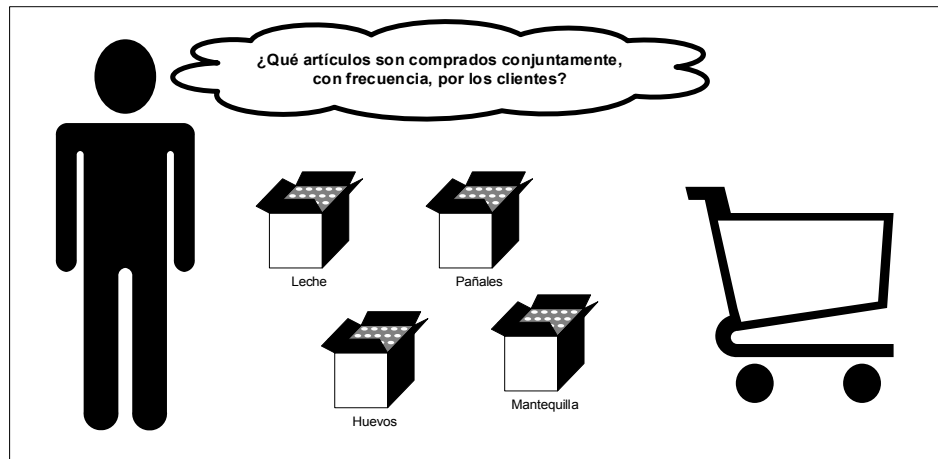 ¿Qué artículos son comprados conjuntamente,
con frecuencia, por los clientes?
Leche
Pañales
Huevos
Mantequilla